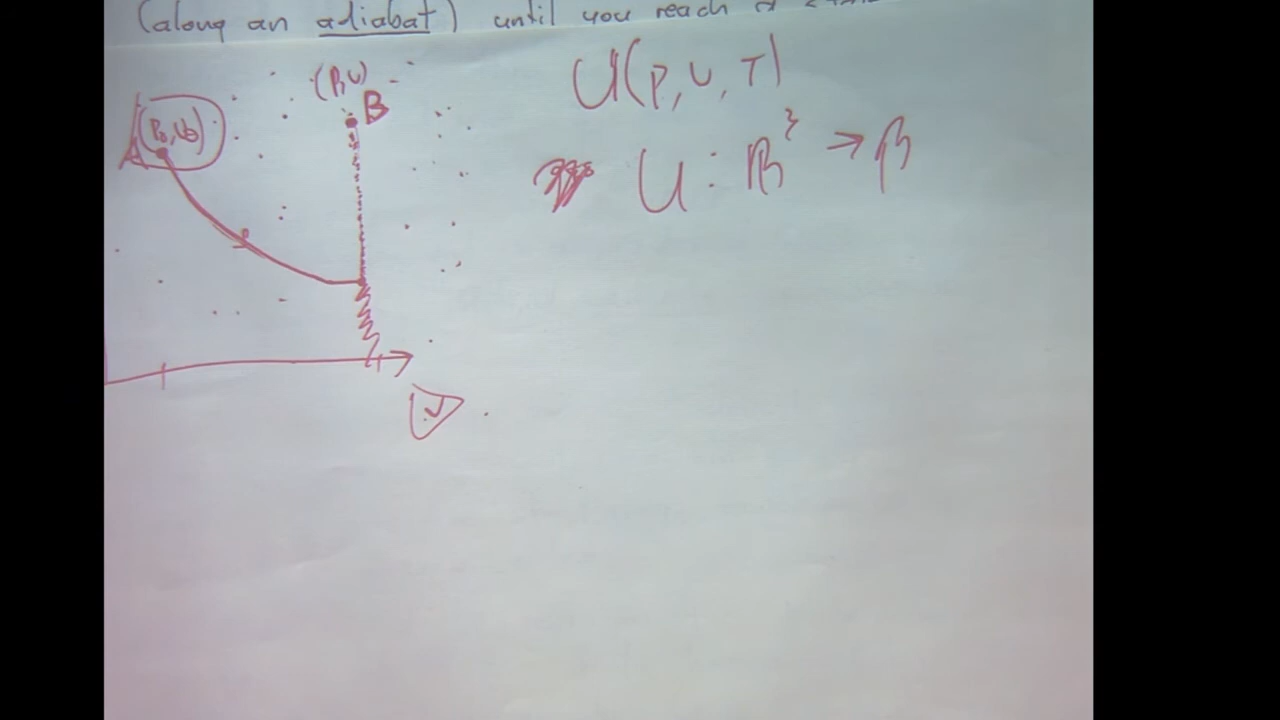 (along an adiabat) until you reach
(P,V)
B
A
(P₀,V₀)
U(P,V,T)
U: ℝ³ → ℝ
V